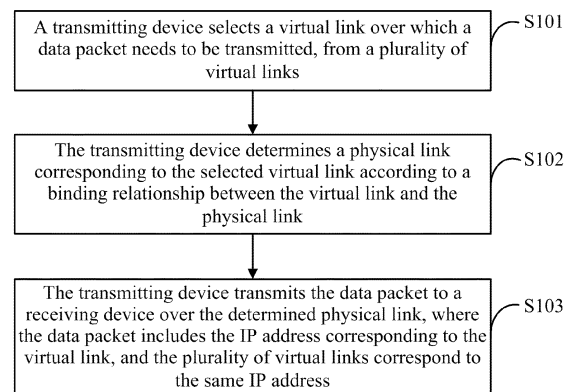 A transmitting device selects a virtual link over which a
data packet needs to be transmitted, from a plurality of
virtual links
S101
The transmitting device determines a physical link
corresponding to the selected virtual link according to a
binding relationship between the virtual link and the
physical link
S102
The transmitting device transmits the data packet to a
receiving device over the determined physical link, where
the data packet includes the IP address corresponding to the
virtual link, and the plurality of virtual links correspond to
the same IP address
S103